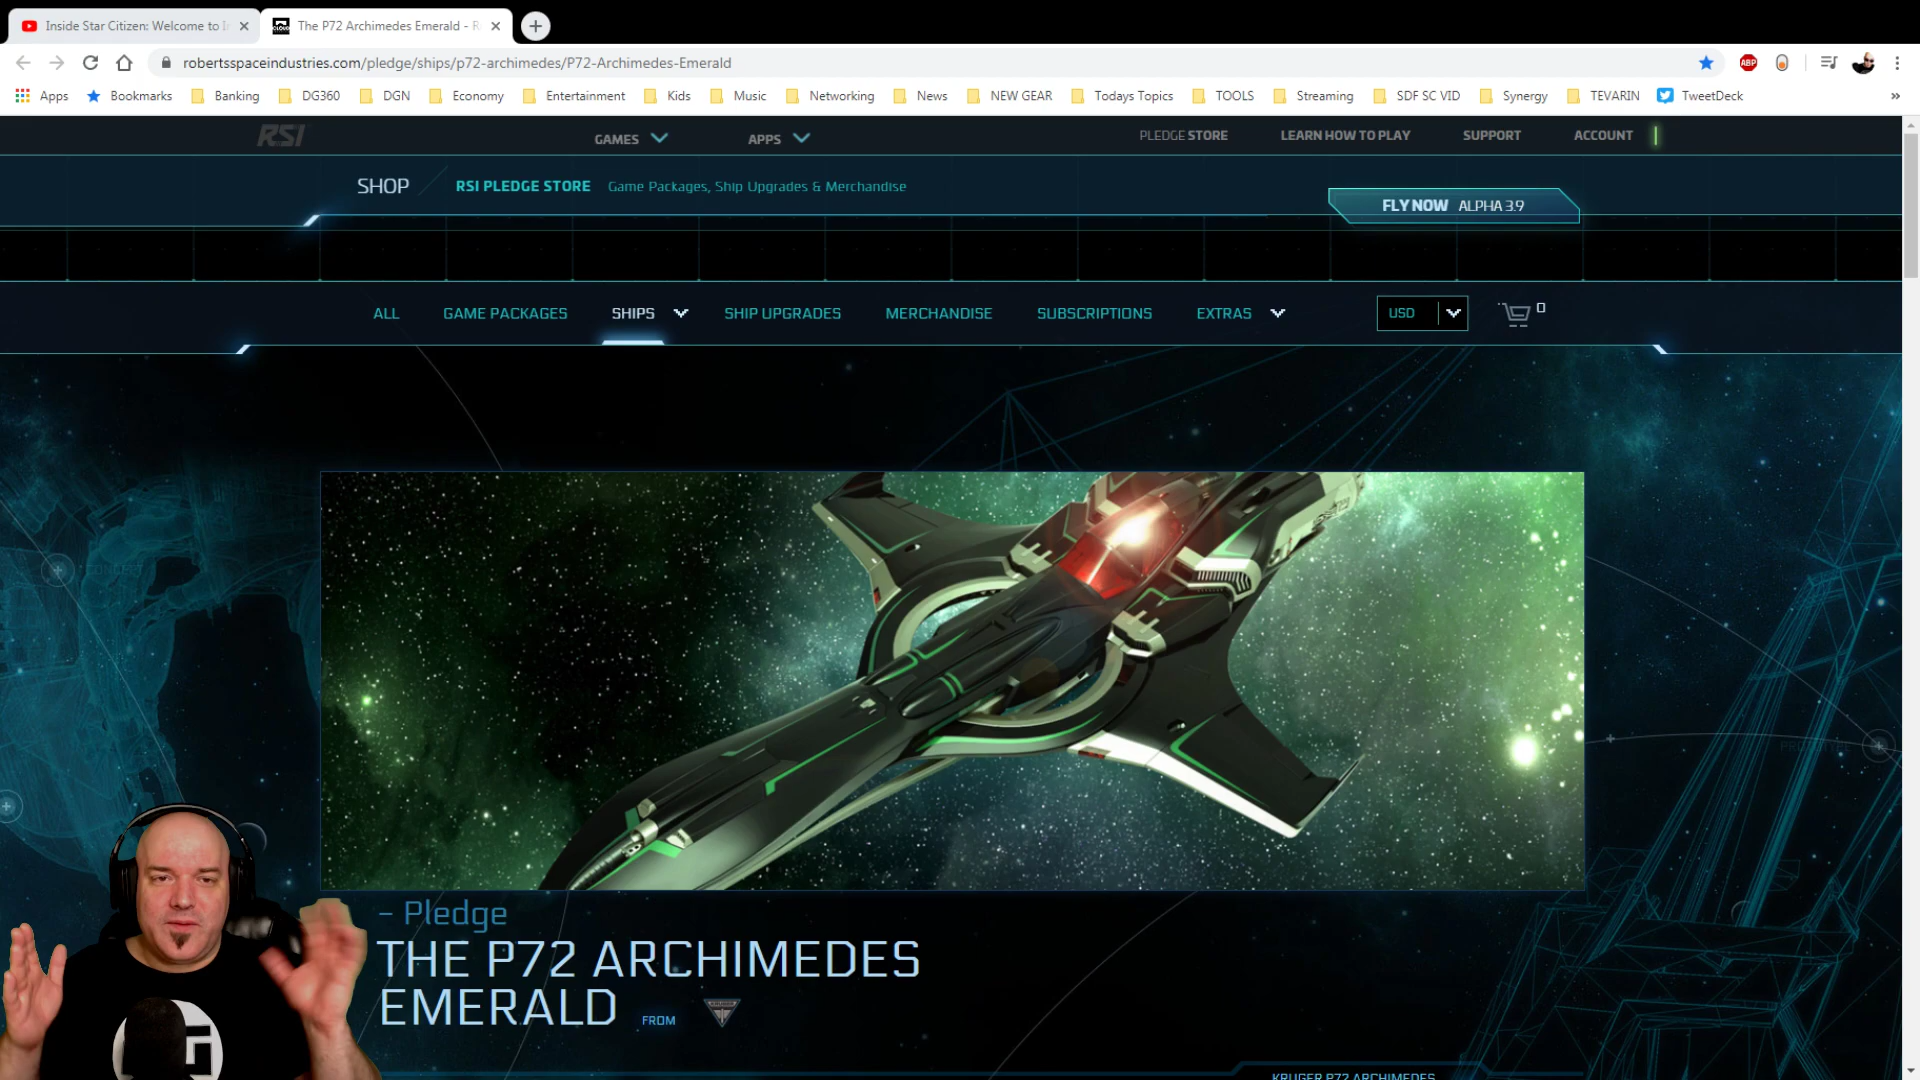 Inside Star Citizen: Welcome to
The P72 Archimedes Emerald - R
robertsspaceindustries.com/pledge/ships/p72-archimedes/P72-Archimedes-Emerald
ABP
Apps Bookmarks Banking DG360 DGN Economy Entertainment Kids Music Networking News NEW GEAR Todays Topics TOOLS Streaming SDF SC VID Synergy TEVARIN TweetDeck »
RSI GAMES APPS PLEDGE STORE LEARN HOW TO PLAY SUPPORT ACCOUNT
SHOP RSI PLEDGE STORE Game Packages, Ship Upgrades & Merchandise
FLY NOW ALPHA 3.9
ALL GAME PACKAGES SHIPS SHIP UPGRADES MERCHANDISE SUBSCRIPTIONS EXTRAS USD 0
- Pledge
THE P72 ARCHIMEDES
EMERALD FROM
KRUGER P72 ARCHIMEDES